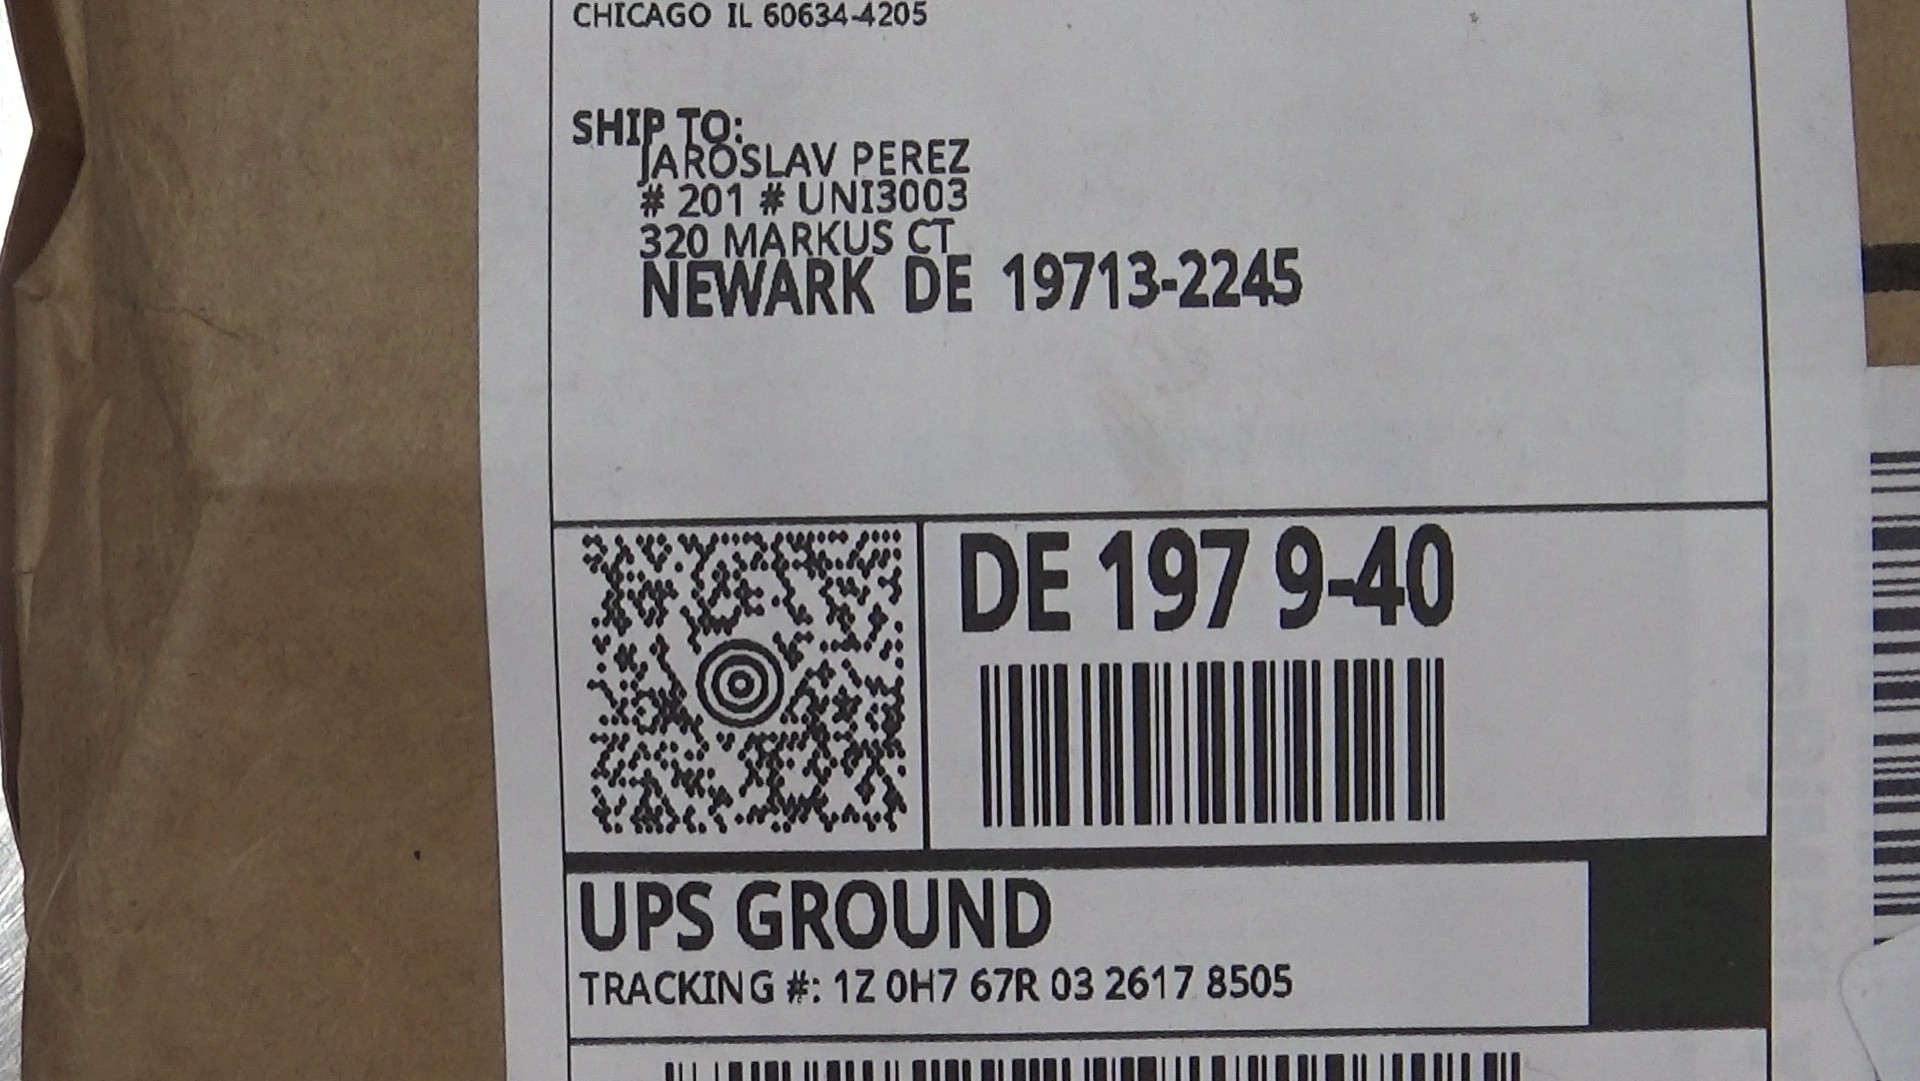 CHICAGO IL 60634-4205
SHIP TO:
JAROSLAV PEREZ
# 201 # UNI3003
320 MARKUS CT
NEWARK DE 19713-2245
DE 197 9-40
UPS GROUND
TRACKING #: 1Z 0H7 67R 03 2617 8505